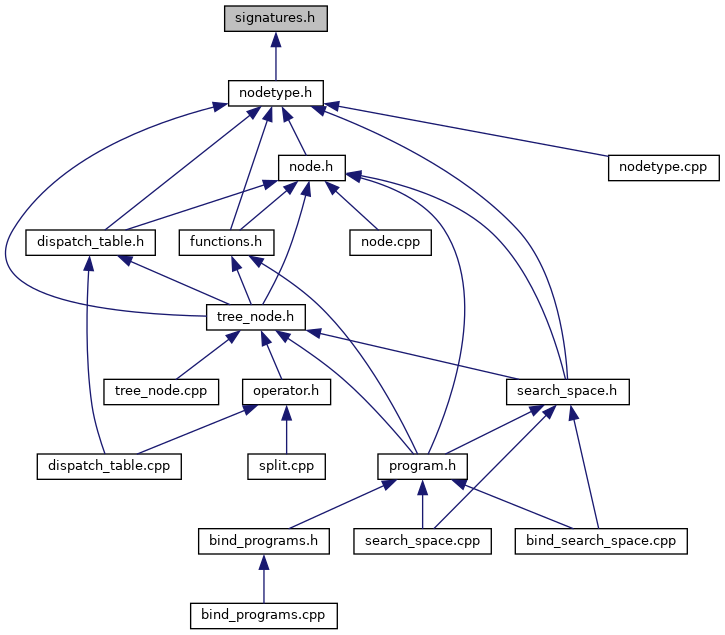 signatures.h
nodetype.h
node.h
nodetype.cpp
dispatch_table.h
functions.h
node.cpp
tree_node.h
tree_node.cpp
operator.h
search_space.h
dispatch_table.cpp
split.cpp
program.h
bind_programs.h
search_space.cpp
bind_search_space.cpp
bind_programs.cpp